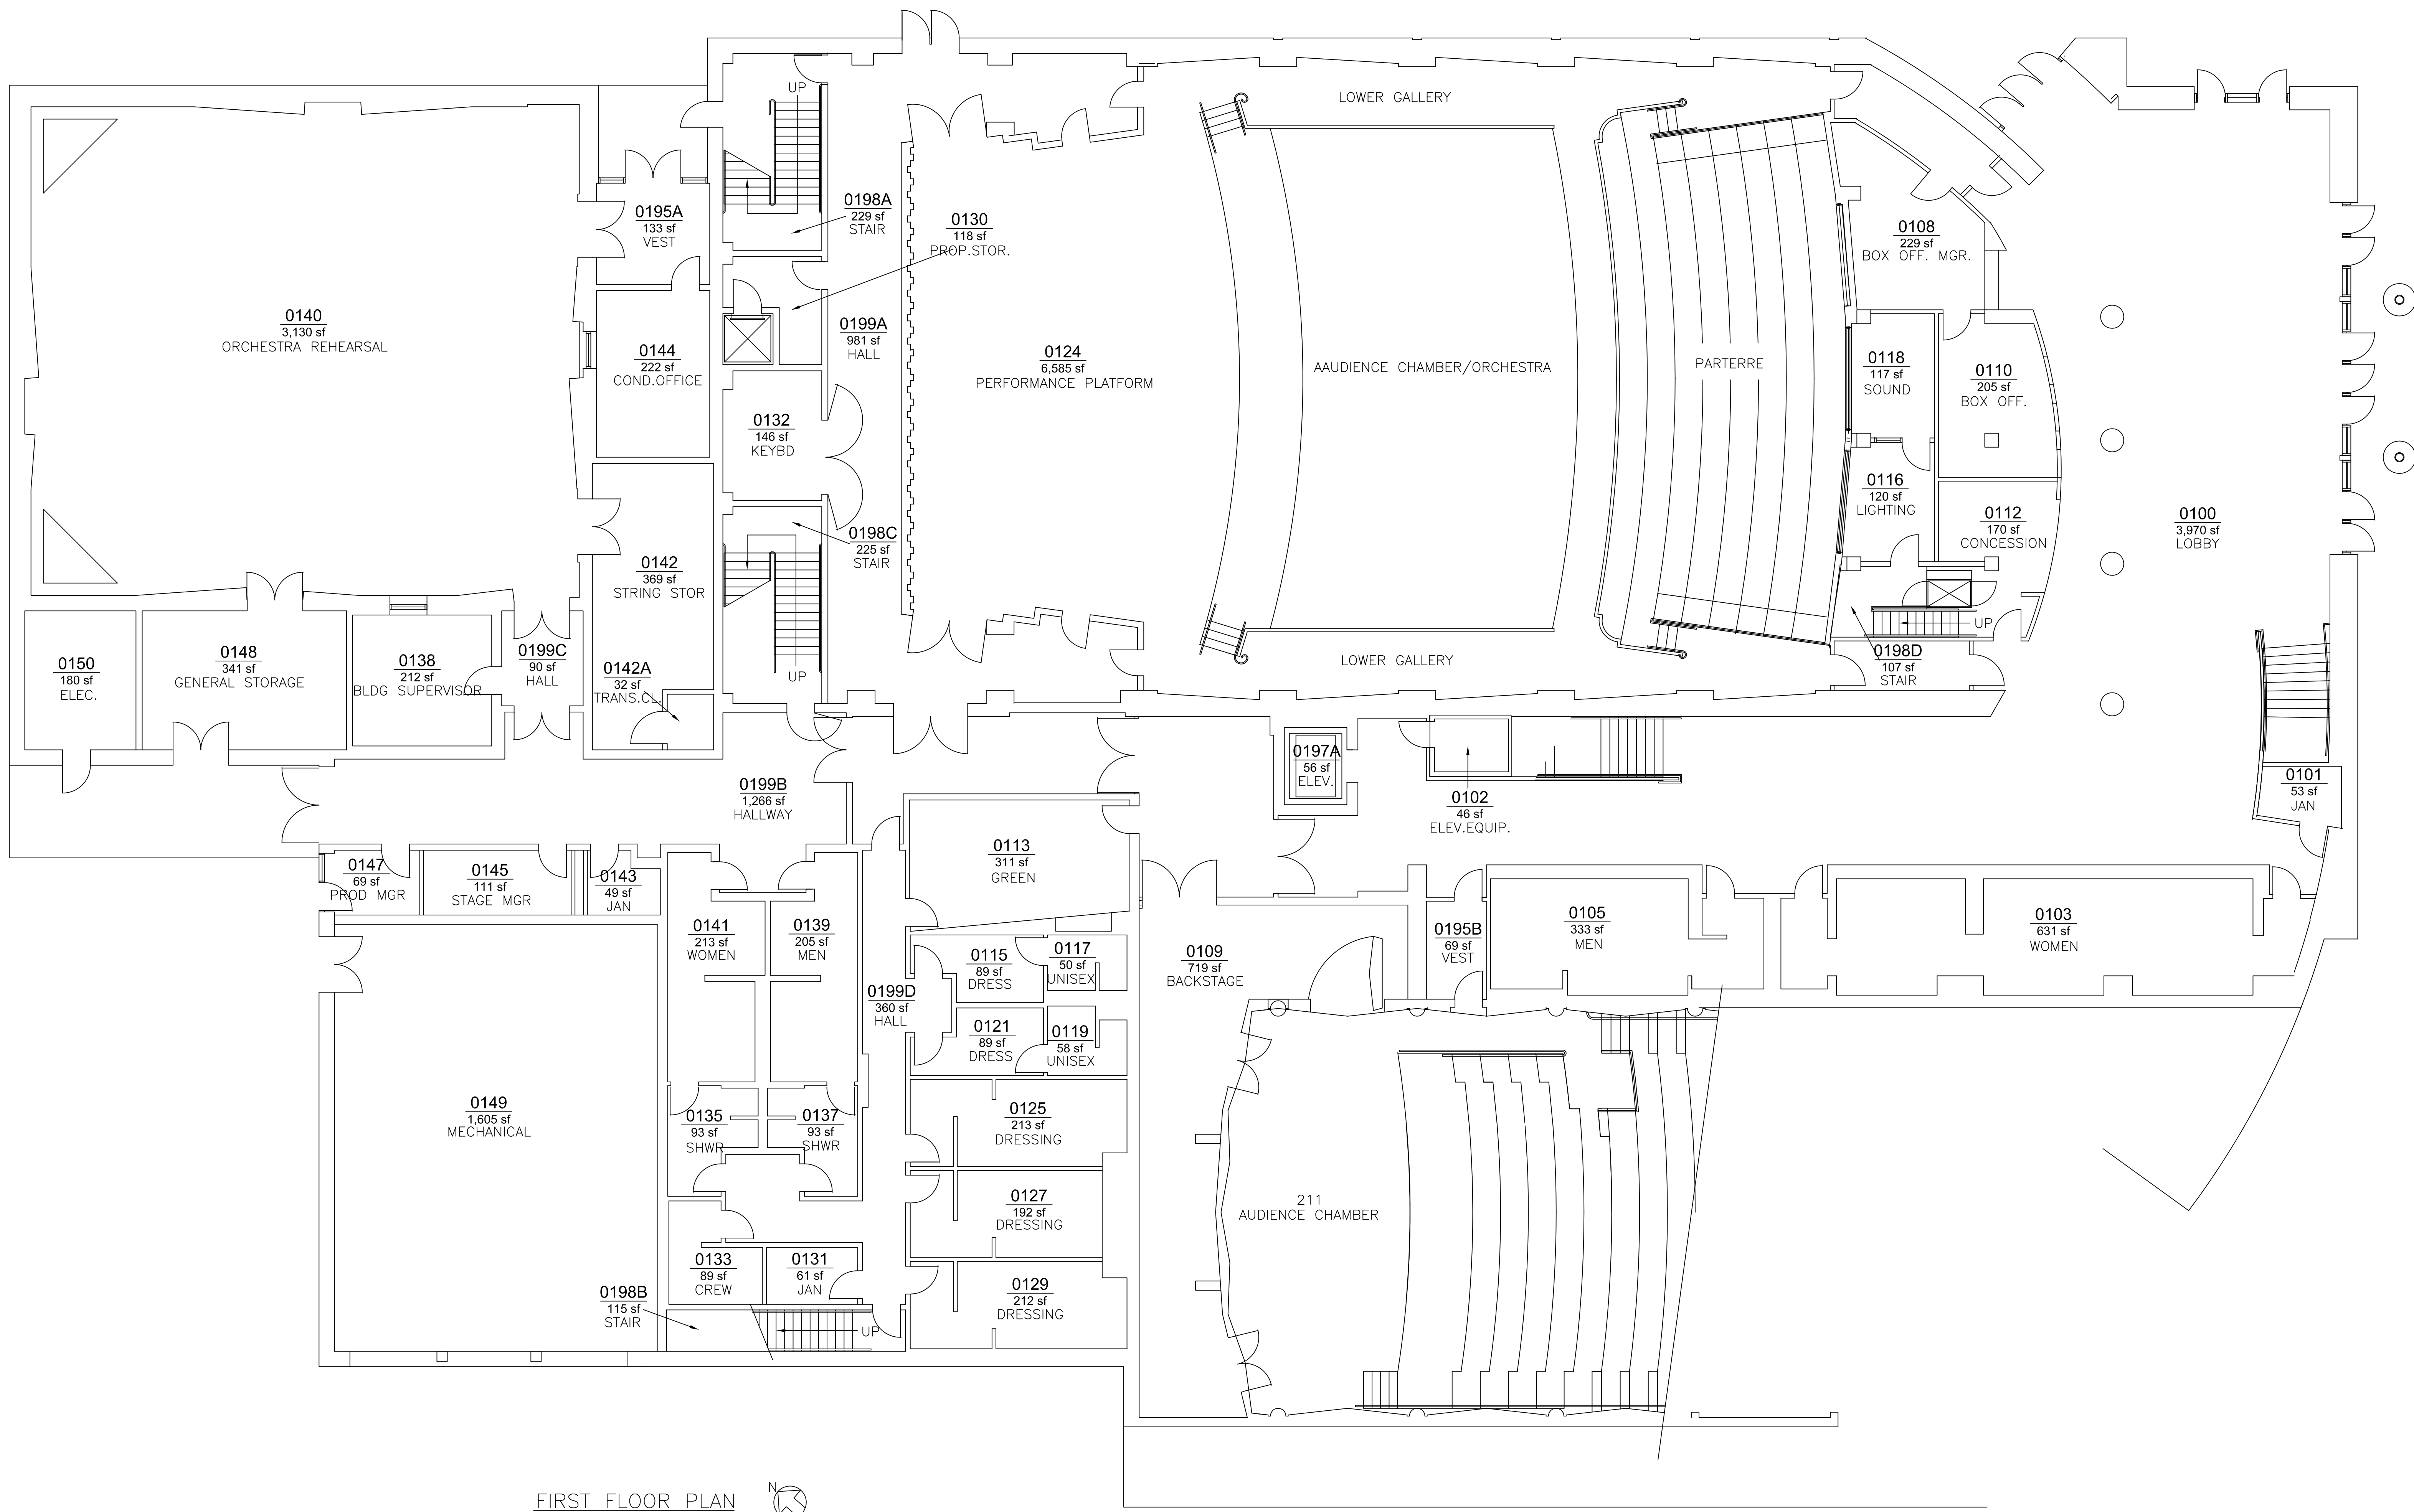 UP
LOWER GALLERY
0195A
133 sf
VEST
0198A
229 sf
STAIR
0130
118 sf
PROP.STOR.
0108
229 sf
BOX OFF. MGR.
0140
3,130 sf
ORCHESTRA REHEARSAL
0144
222 sf
COND.OFFICE
0199A
981 sf
HALL
0124
6,585 sf
PERFORMANCE PLATFORM
AAUDIENCE CHAMBER/ORCHESTRA
PARTERRE
0118
117 sf
SOUND
0110
205 sf
BOX OFF.
0132
146 sf
KEYBD
0116
120 sf
LIGHTING
0112
170 sf
CONCESSION
0100
3,970 sf
LOBBY
0198C
225 sf
STAIR
0142
369 sf
STRING STOR
UP
0150
180 sf
ELEC.
0148
341 sf
GENERAL STORAGE
0138
212 sf
BLDG SUPERVISOR
0199C
90 sf
HALL
0142A
32 sf
TRANS.CL.
UP
LOWER GALLERY
0198D
107 sf
STAIR
0197A
56 sf
ELEV.
0101
53 sf
JAN
0199B
1,266 sf
HALLWAY
0102
46 sf
ELEV.EQUIP.
0147
69 sf
PROD MGR
0145
111 sf
STAGE MGR
0143
49 sf
JAN
0113
311 sf
GREEN
0141
213 sf
WOMEN
0139
205 sf
MEN
0115
89 sf
DRESS
0117
50 sf
UNISEX
0109
719 sf
BACKSTAGE
0195B
69 sf
VEST
0105
333 sf
MEN
0103
631 sf
WOMEN
0199D
360 sf
HALL
0121
89 sf
DRESS
0119
58 sf
UNISEX
0149
1,605 sf
MECHANICAL
0135
93 sf
SHWR
0137
93 sf
SHWR
0125
213 sf
DRESSING
0127
192 sf
DRESSING
211
AUDIENCE CHAMBER
0133
89 sf
CREW
0131
61 sf
JAN
0129
212 sf
DRESSING
0198B
115 sf
STAIR
UP
FIRST FLOOR PLAN
N